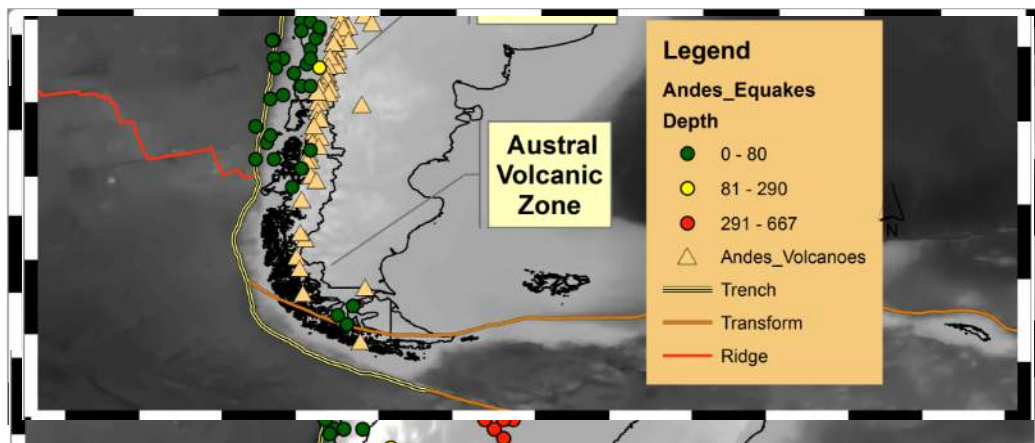 Austral
Volcanic
Zone
Legend
Andes_Equakes
Depth
0 - 80
81 - 290
291 - 667
Andes_Volcanoes
Trench
Transform
Ridge
N